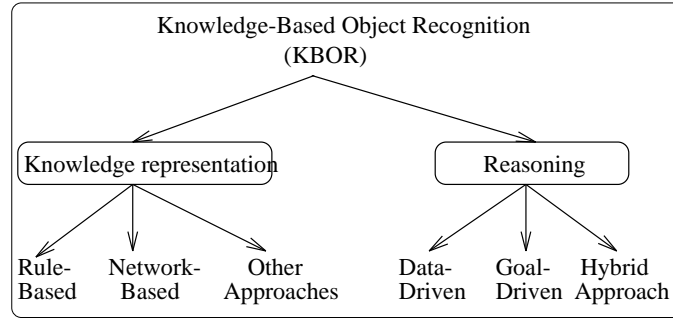 Knowledge-Based Object Recognition
(KBOR)
Knowledge representation
Reasoning
Rule-
Based
Network-
Based
Other
Approaches
Data-
Driven
Goal-
Driven
Hybrid
Approach